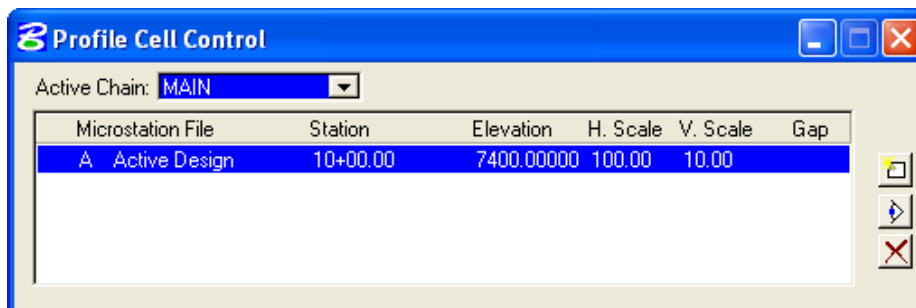 Profile Cell Control
Active Chain: MAIN
Microstation File Station Elevation H. Scale V. Scale Gap
A Active Design 10+00.00 7400.00000 100.00 10.00